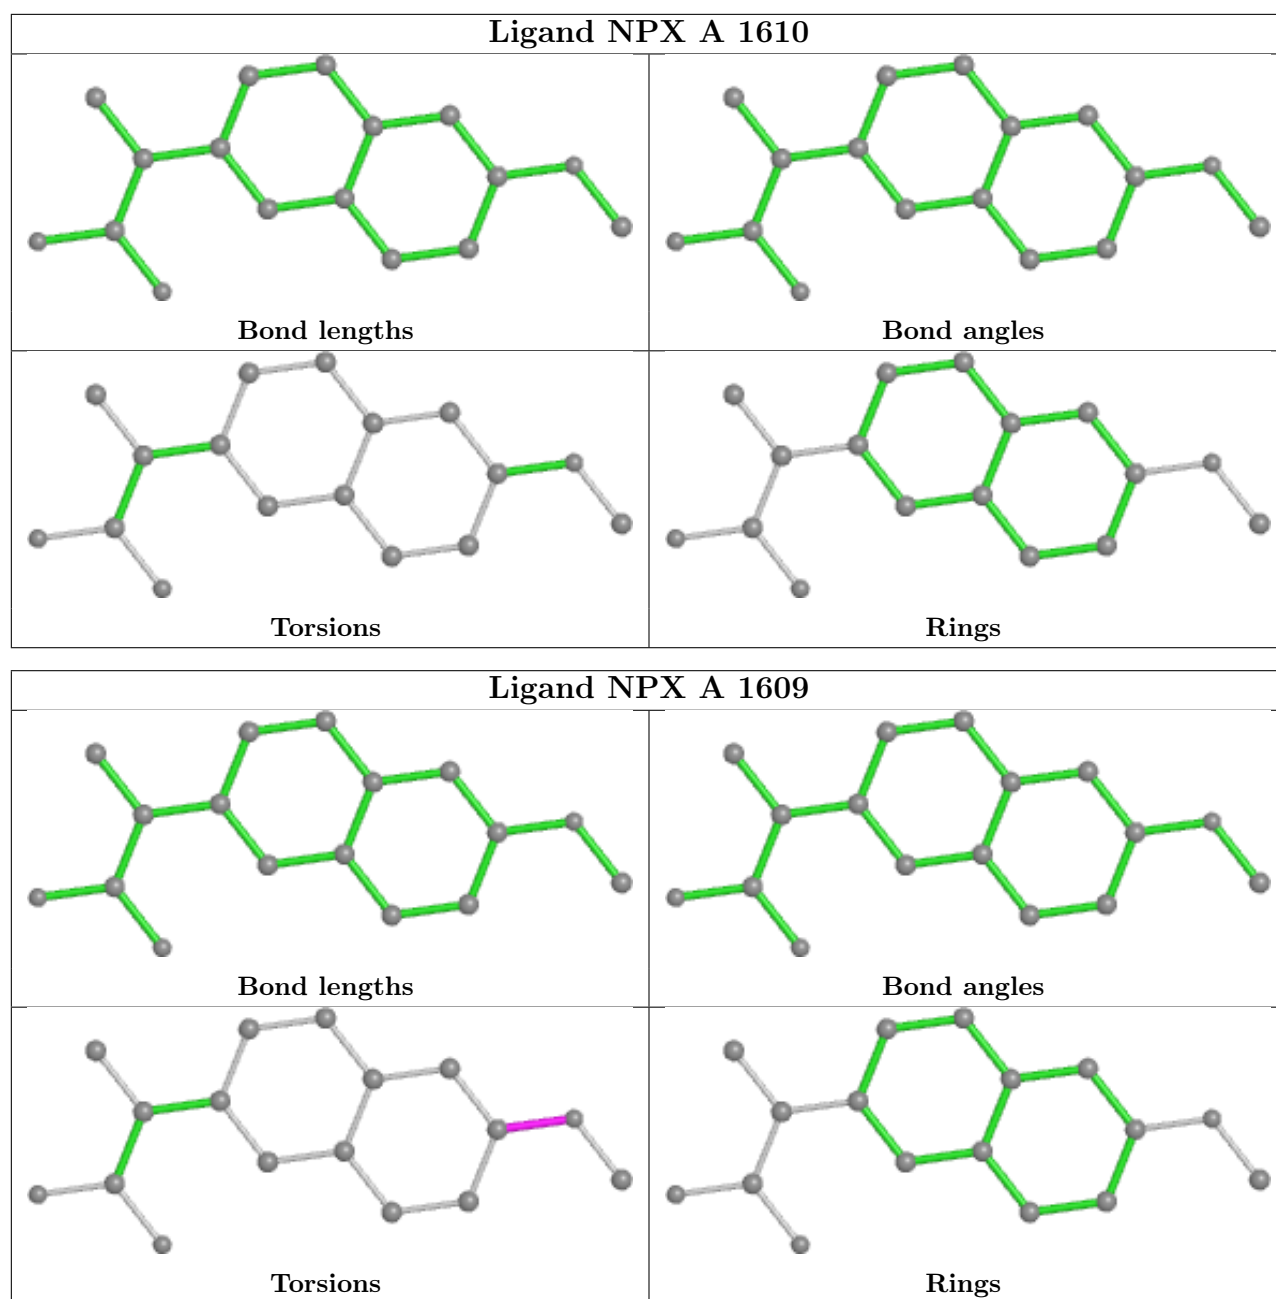 Ligand NPX A 1610
Bond lengths
Bond angles
Torsions
Rings
Ligand NPX A 1609
Bond lengths
Bond angles
Torsions
Rings